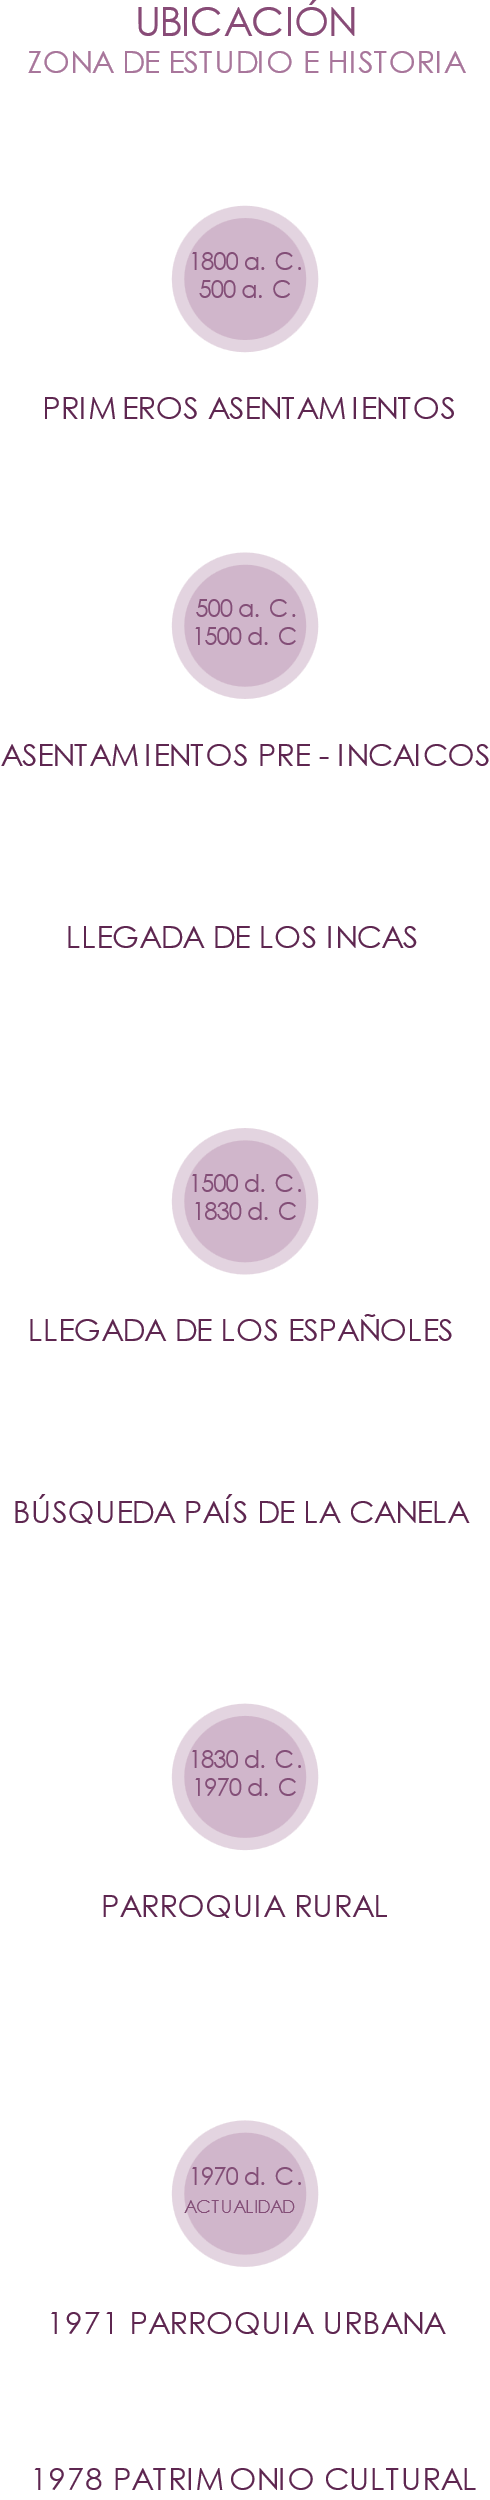 UBICACIÓN
ZONA DE ESTUDIO E HISTORIA
1800 a. C.
500 a. C
PRIMEROS ASENTAMIENTOS
500 a. C.
1500 d. C
ASENTAMIENTOS PRE - INCAICOS
LLEGADA DE LOS INCAS
1500 d. C.
1830 d. C
LLEGADA DE LOS ESPAÑOLES
BÚSQUEDA PAÍS DE LA CANELA
1830 d. C.
1970 d. C
PARROQUIA RURAL
1970 d. C.
ACTUALIDAD
1971 PARROQUIA URBANA
1978 PATRIMONIO CULTURAL